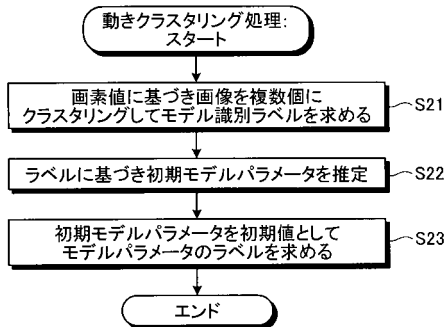 動きクラスタリング処理:
スタート
画素値に基づき画像を複数個に
クラスタリングしてモデル識別ラベルを求める
S21
ラベルに基づき初期モデルパラメータを推定
S22
初期モデルパラメータを初期値として
モデルパラメータのラベルを求める
S23
エンド